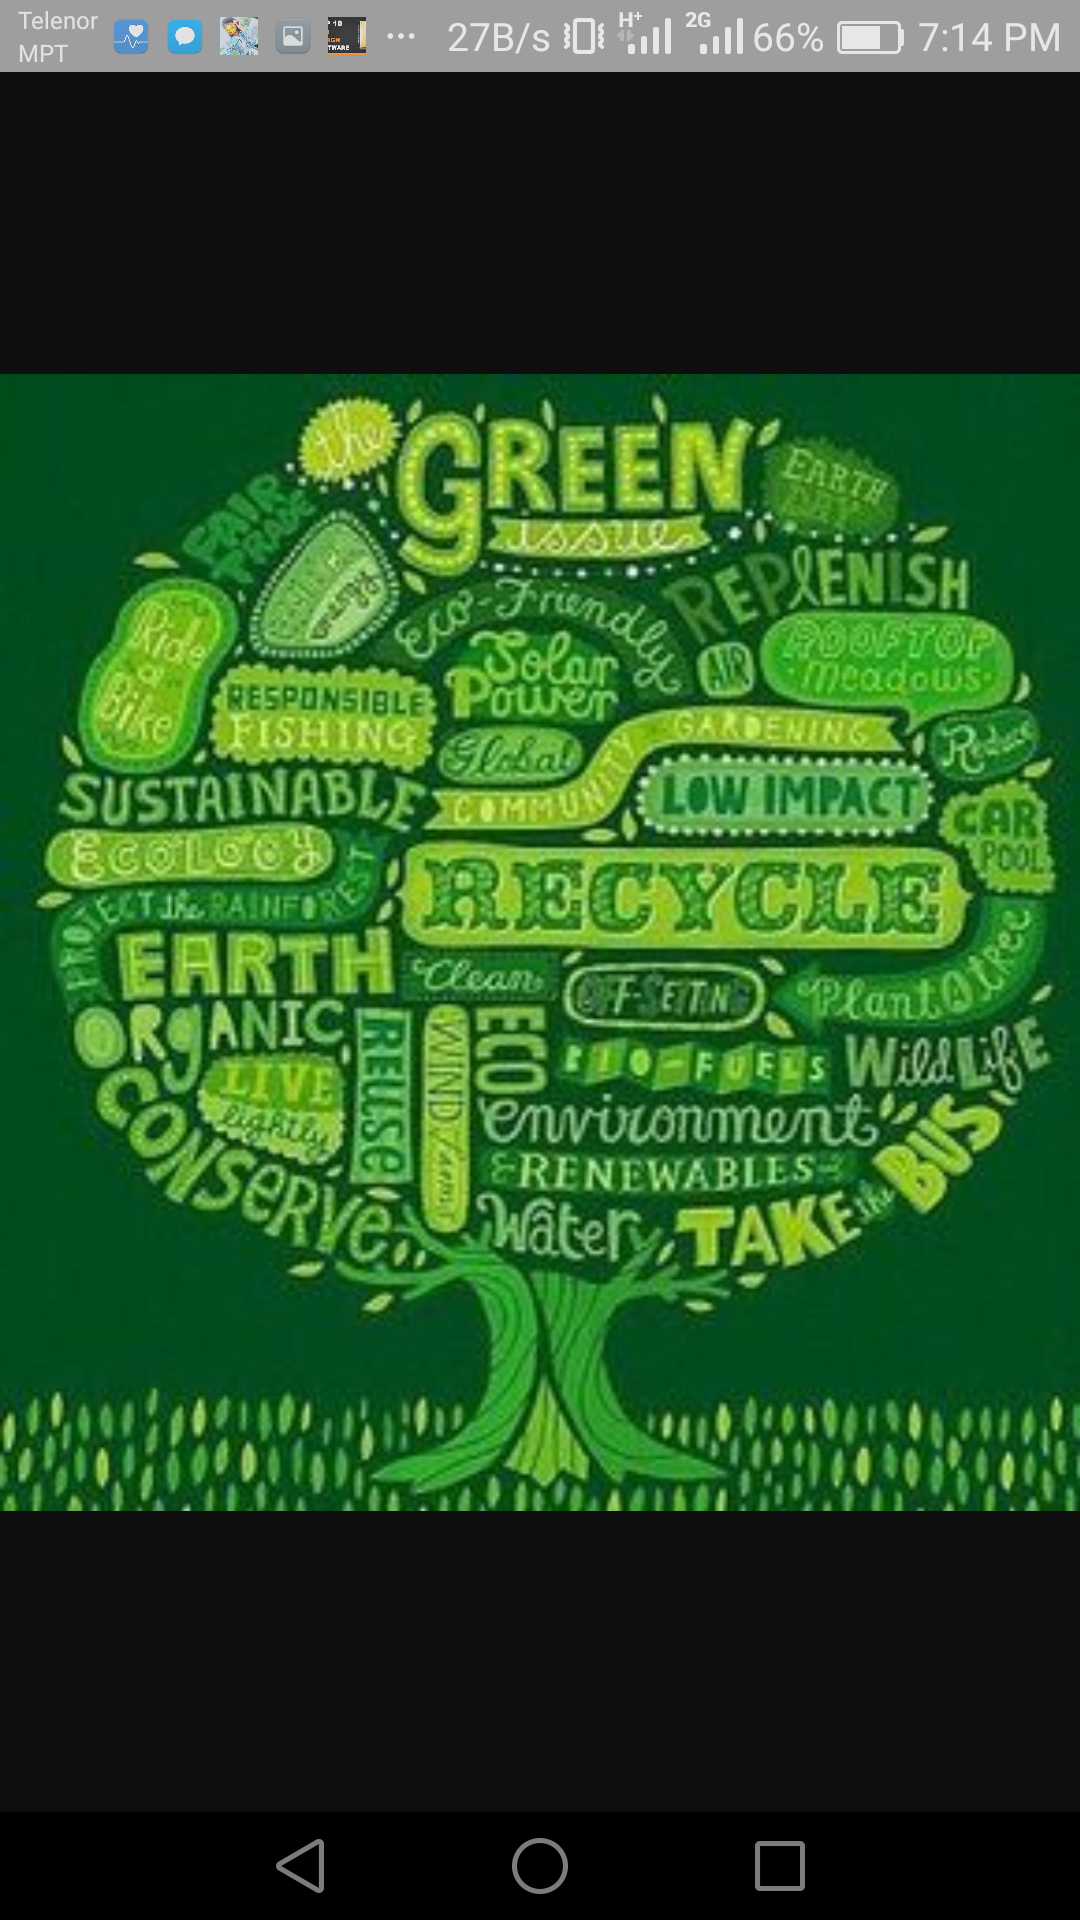 Telenor
MPT
27B/s H+ 2G 66% 7:14 PM
the
GREEN
issue
EARTH
DAY
FAIR
TRADE
REPLENISH
Eco-Friendly
Solar
Power
AIR
ROOFTOP
Meadows
Ride
a
Bike
RESPONSIBLE
FISHING
Global
COMMUNITY GARDENING
Reduce
SUSTAINABLE
LOW IMPACT
CAR
POOL
ECOLOGY
RECYCLE
PROTECT the RAINFOREST
EARTH
Clean
OFF-SETTING
Plant A tree
ORgANIC
REUSE
WIND farms
ECO
BIO-FUELS
WildLife
LIVE
lightly
environment
CONSERVE
RENEWABLES
Water
TAKE the BUS